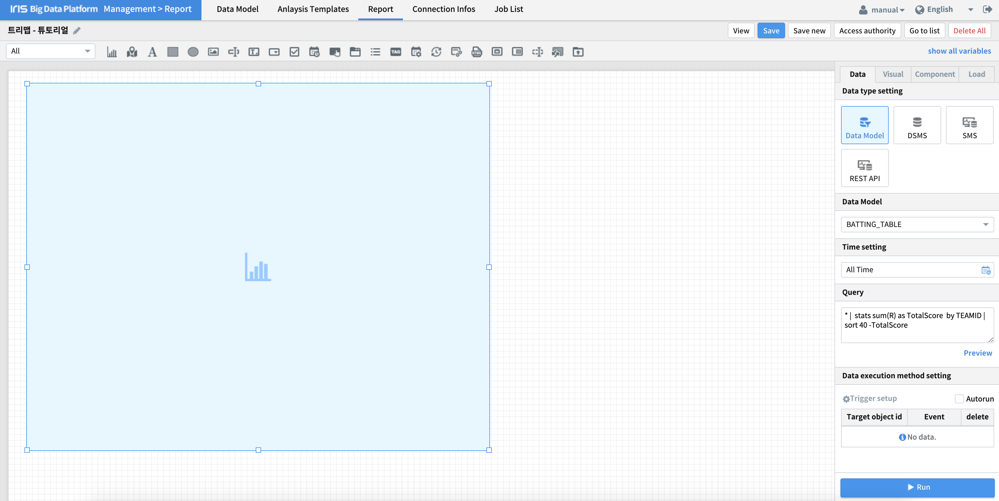 IRIS Big Data Platform Management > Report Data Model Anlaysis Templates Report Connection Infos Job List manual English
트리맵 - 튜토리얼 View Save Save new Access authority Go to list Delete All
All T TAG HTML show all variables
Data Visual Component Load
Data type setting
Data Model DSMS SMS
REST API
Data Model
BATTING_TABLE
Time setting
All Time
Query
* | stats sum(R) as TotalScore by TEAMID |
sort 40 -TotalScore
Preview
Data execution method setting
Trigger setup Autorun
Target object id Event delete
No data.
Run